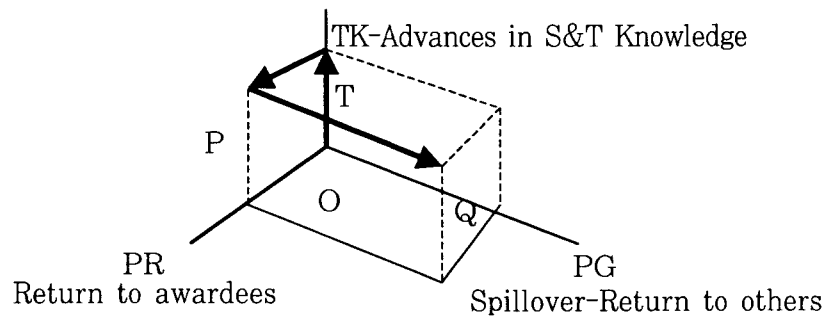 TK-Advances in S&T Knowledge
T
P
O
Q
PR
Return to awardees
PG
Spillover-Return to others